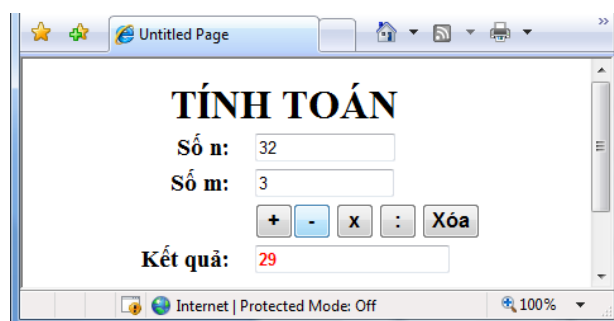 Untitled Page
»
TÍNH TOÁN
Số n: 32
Số m: 3
+ - x : Xóa
Kết quả: 29
Internet | Protected Mode: Off 100%